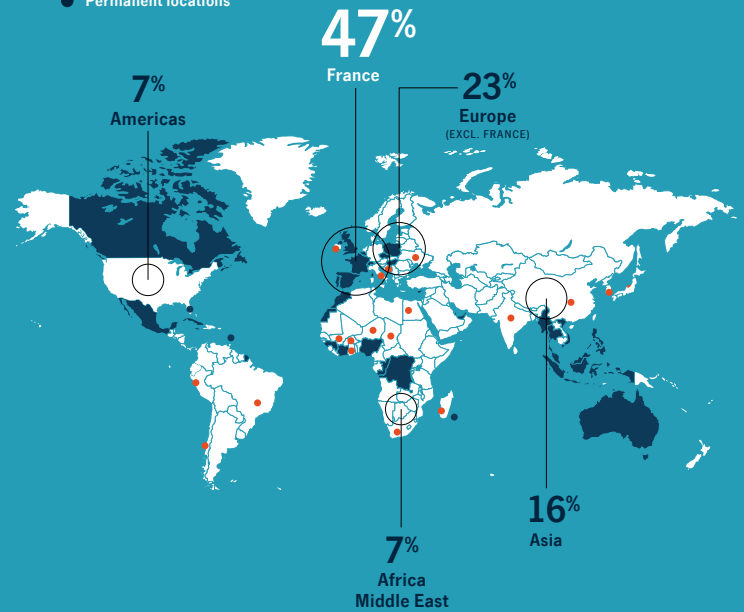 Permanent locations
47%
France
7%
Americas
23%
Europe
(EXCL. FRANCE)
16%
Asia
7%
Africa
Middle East